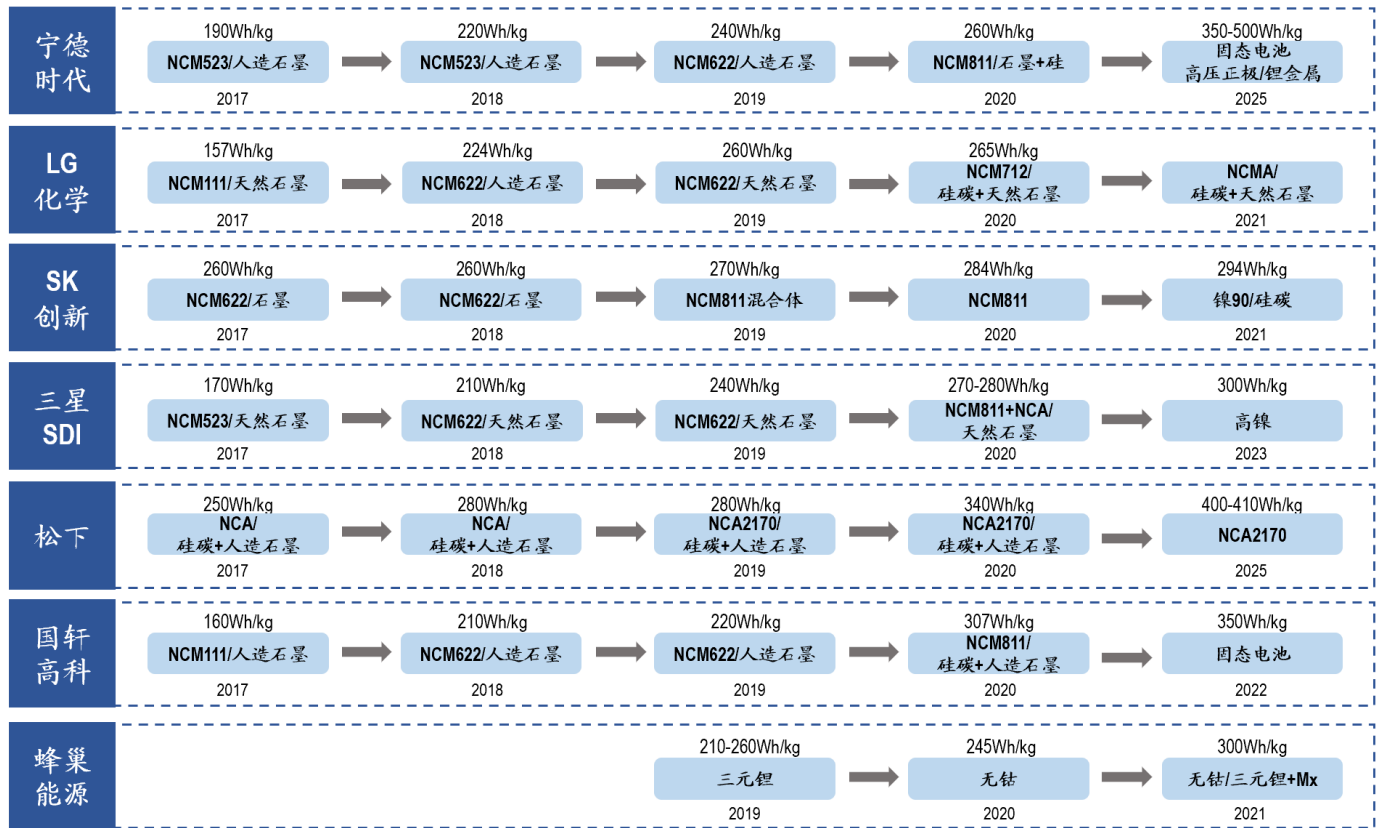 宁德
时代
190Wh/kg
NCM523/人造石墨
2017
220Wh/kg
NCM523/人造石墨
2018
240Wh/kg
NCM622/人造石墨
2019
260Wh/kg
NCM811/石墨+硅
2020
350-500Wh/kg
固态电池
高压正极/锂金属
2025
LG
化学
157Wh/kg
NCM111/天然石墨
2017
224Wh/kg
NCM622/人造石墨
2018
260Wh/kg
NCM622/天然石墨
2019
265Wh/kg
NCM712/
硅碳+天然石墨
2020
NCMA/
硅碳+天然石墨
2021
SK
创新
260Wh/kg
NCM622/石墨
2017
260Wh/kg
NCM622/石墨
2018
270Wh/kg
NCM811混合体
2019
284Wh/kg
NCM811
2020
294Wh/kg
镍90/硅碳
2021
三星
SDI
170Wh/kg
NCM523/天然石墨
2017
210Wh/kg
NCM622/天然石墨
2018
240Wh/kg
NCM622/天然石墨
2019
270-280Wh/kg
NCM811+NCA/
天然石墨
2020
300Wh/kg
高镍
2023
松下
250Wh/kg
NCA/
硅碳+人造石墨
2017
280Wh/kg
NCA/
硅碳+人造石墨
2018
280Wh/kg
NCA2170/
硅碳+人造石墨
2019
340Wh/kg
NCA2170/
硅碳+人造石墨
2020
400-410Wh/kg
NCA2170
2025
国轩
高科
160Wh/kg
NCM111/人造石墨
2017
210Wh/kg
NCM622/人造石墨
2018
220Wh/kg
NCM622/人造石墨
2019
307Wh/kg
NCM811/
硅碳+人造石墨
2020
350Wh/kg
固态电池
2022
蜂巢
能源
210-260Wh/kg
三元锂
2019
245Wh/kg
无钴
2020
300Wh/kg
无钴/三元锂+Mx
2021